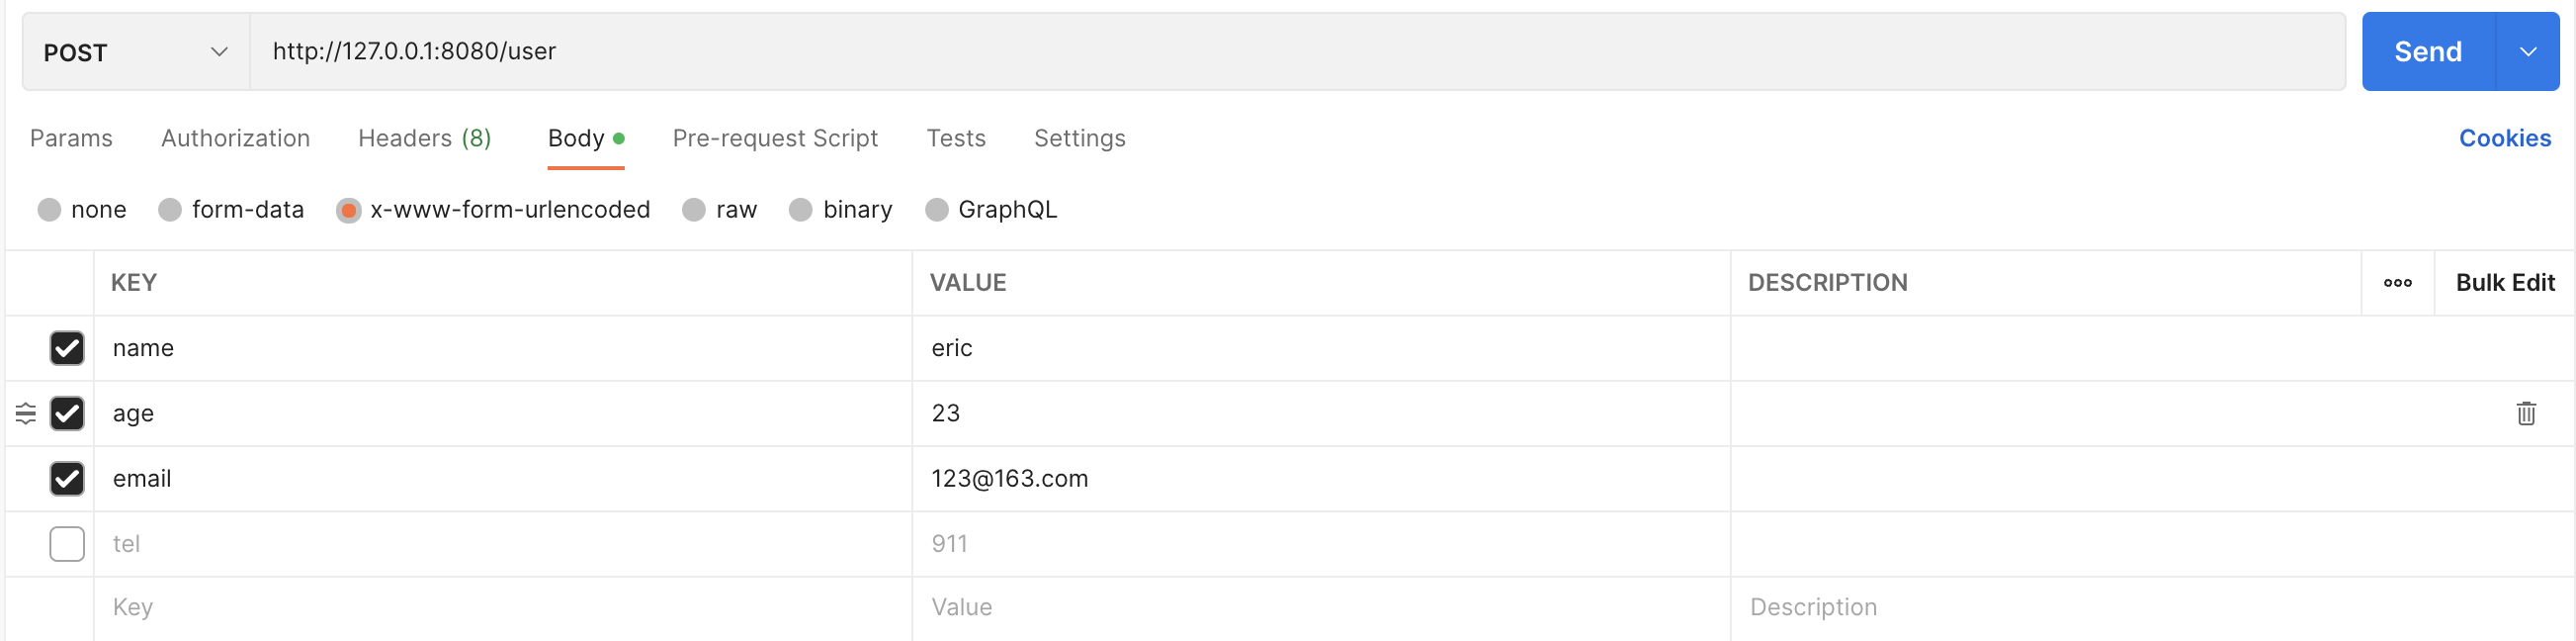 POST http://127.0.0.1:8080/user Send
Params Authorization Headers (8) Body Pre-request Script Tests Settings Cookies
none form-data x-www-form-urlencoded raw binary GraphQL
KEY VALUE DESCRIPTION ooo Bulk Edit
name eric
age 23
email 123@163.com
tel 911
Key Value Description